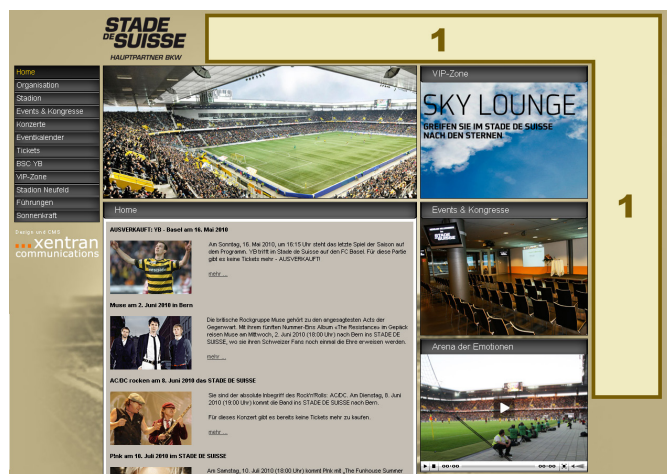 STADE
DE SUISSE
HAUPTPARTNER BKW
1
Home
Organisation
Stadion
Events & Kongresse
Konzerte
Eventkalender
Tickets
BSC YB
VIP-Zone
Stadion Neufeld
Führungen
Sonnenkraft
Design and CMS
xentran
communications
VIP-Zone
SKY LOUNGE
GREIFEN SIE IM STADE DE SUISSE
NACH DEN STERNEN
1
Home
AUSVERKAUFT: YB - Basel am 16. Mai 2010
Am Sonntag, 16. Mai 2010, um 16:15 Uhr steht das letzte Spiel der Saison auf
dem Programm. YB trifft im Stade de Suisse auf den FC Basel. Für diese Partie
gibt es keine Tickets mehr - AUSVERKAUFT!
mehr ...
Muse am 2. Juni 2010 in Bern
Die britische Rockgruppe Muse gehört zu den angesagtesten Acts der
Gegenwart. Mit ihrem fünften Nummer-Eins Album «The Resistance» im Gepäck
reisen Muse am Mittwoch, 2. Juni 2010 (18:00 Uhr) nach Bern ins STADE DE
SUISSE, wo sie ihren Schweizer Fans noch einmal die Ehre erweisen werden.
mehr ...
AC/DC rocken am 8. Juni 2010 das STADE DE SUISSE
Sie sind der absolute Inbegriff des Rock'n'Rolls: AC/DC. Am Dienstag, 8. Juni
2010 (19:00 Uhr) kommt die Band ins STADE DE SUISSE nach Bern.
Für dieses Konzert gibt es bereits keine Tickets mehr zu kaufen.
mehr ...
P!nk am 10. Juli 2010 im STADE DE SUISSE
Am Samstag, 10. Juli 2010 (18:00 Uhr) kommt P!nk mit „The Funhouse Summer
Events & Kongresse
Arena der Emotionen
00:00
00:00